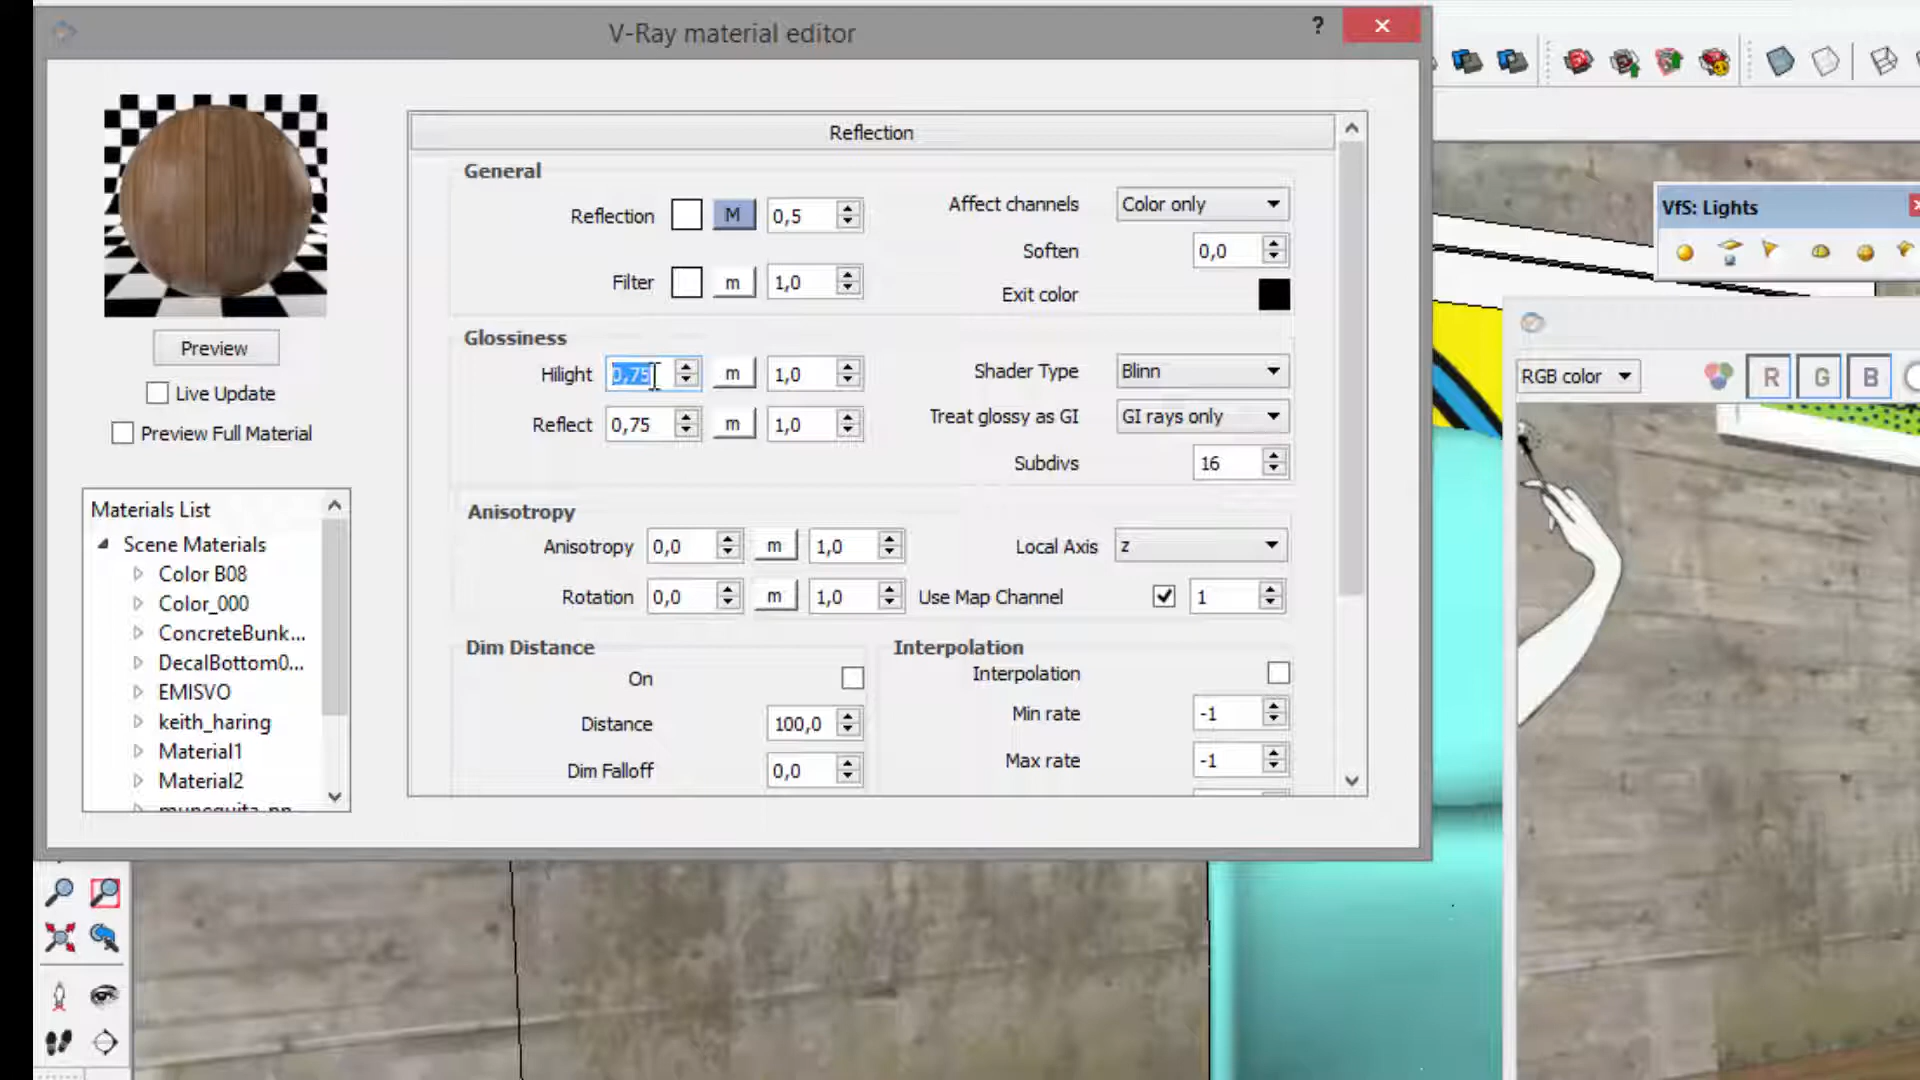 V-Ray material editor
?
Reflection
General
Reflection M 0,5
Affect channels Color only
Soften 0,0
Filter m 1,0
Exit color
Glossiness
Hilight 0,75 m 1,0
Shader Type Blinn
Reflect 0,75 m 1,0
Treat glossy as GI GI rays only
Subdivs 16
Anisotropy
Anisotropy 0,0 m 1,0
Local Axis z
Rotation 0,0 m 1,0
Use Map Channel 1
Dim Distance
On
Distance 100,0
Dim Falloff 0,0
Interpolation
Interpolation
Min rate -1
Max rate -1
Preview
Live Update
Preview Full Material
Materials List
Scene Materials
Color B08
Color_000
ConcreteBunk...
DecalBottom0...
EMISVO
keith_haring
Material1
Material2
VfS: Lights
RGB color R G B